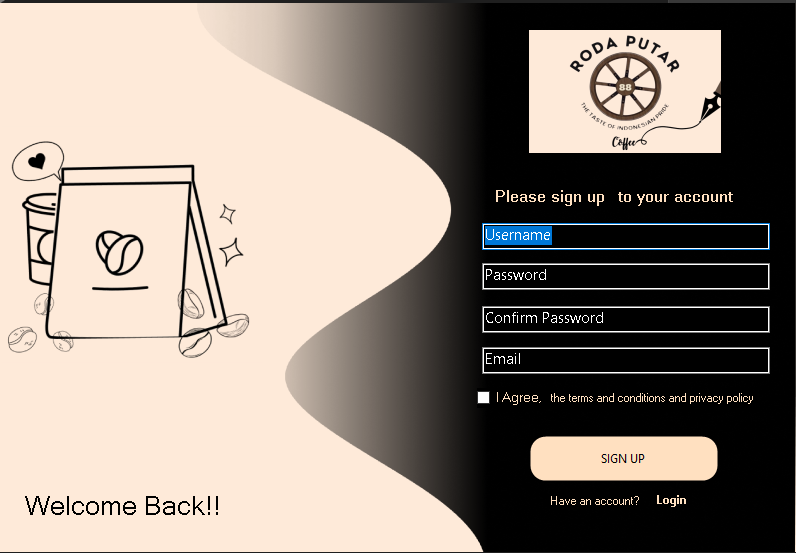 RODA PUTAR
88
THE TASTE OF INDONESIAN PRIDE
Coffee
Please sign up to your account
Username
Password
Confirm Password
Email
I Agree, the terms and conditions and privacy policy
SIGN UP
Have an account? Login
Welcome Back!!